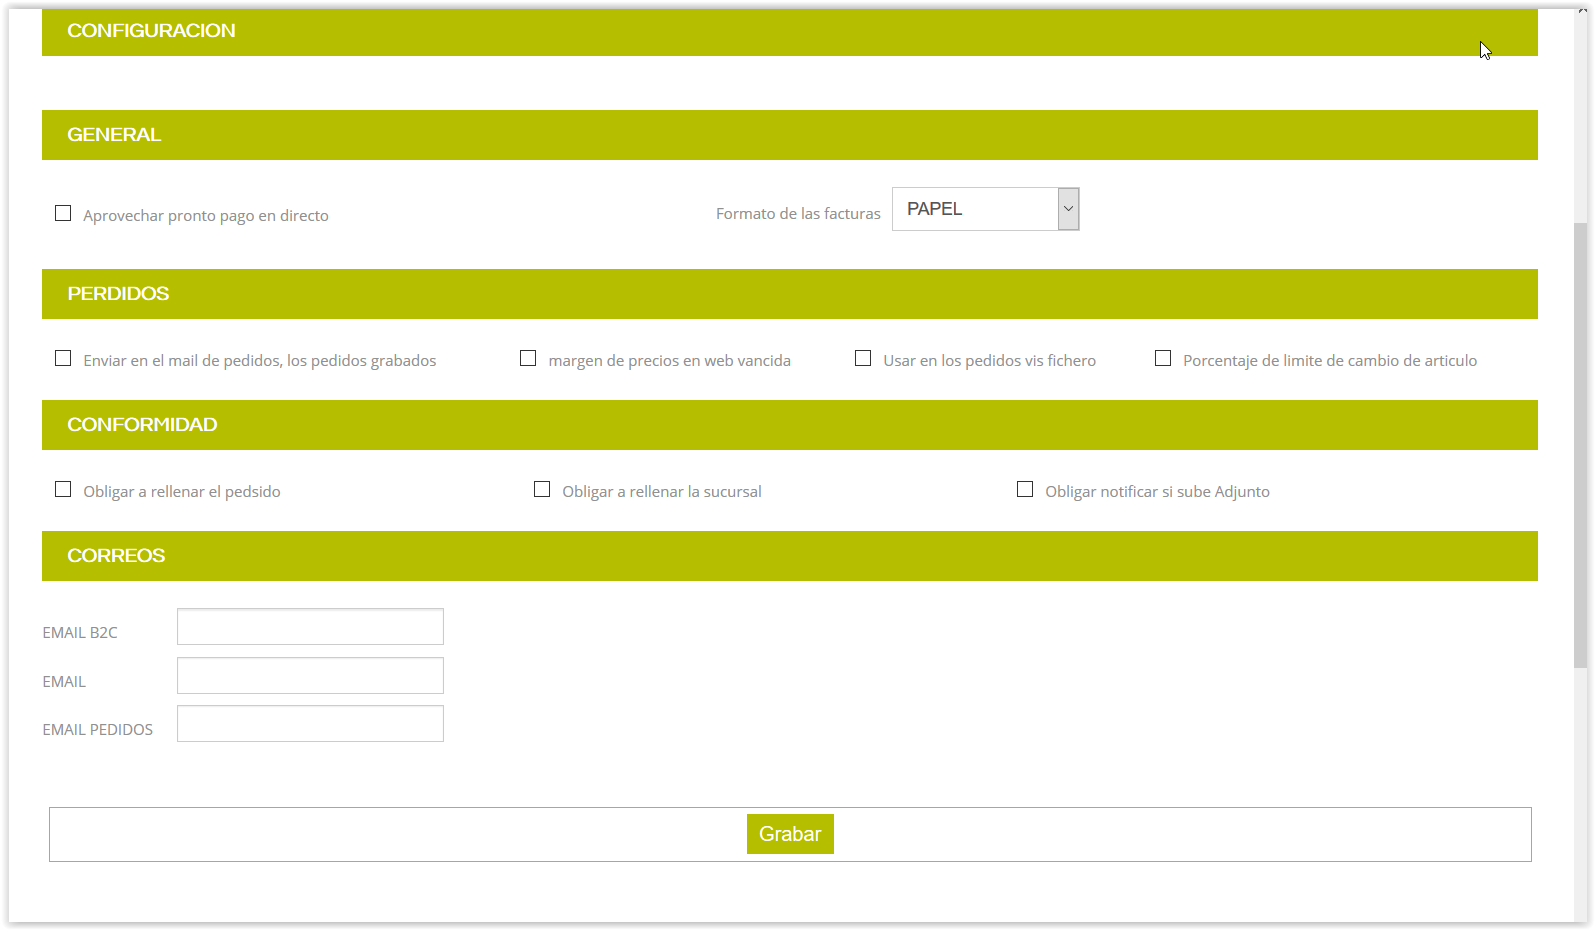 CONFIGURACION
GENERAL
Aprovechar pronto pago en directo
Formato de las facturas
PAPEL
PERDIDOS
Enviar en el mail de pedidos, los pedidos grabados
margen de precios en web vancida
Usar en los pedidos vis fichero
Porcentaje de limite de cambio de articulo
CONFORMIDAD
Obligar a rellenar el pedsido
Obligar a rellenar la sucursal
Obligar notificar si sube Adjunto
CORREOS
EMAIL B2C
EMAIL
EMAIL PEDIDOS
Grabar